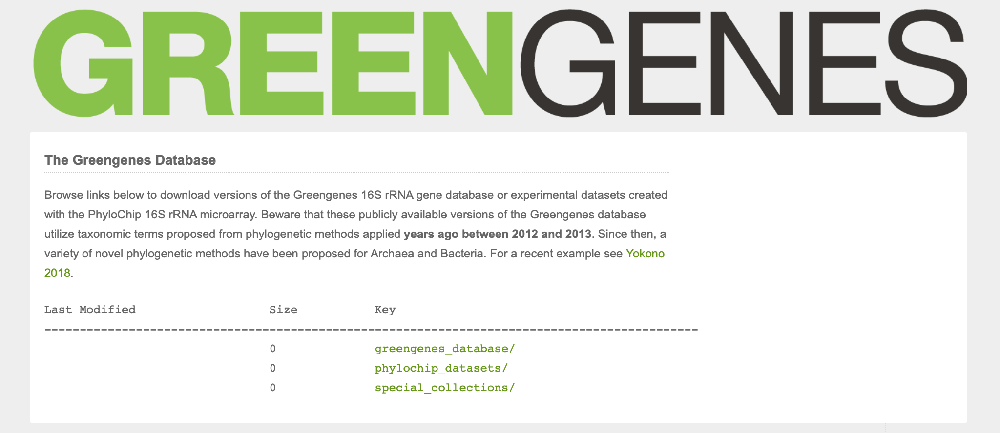 GREENGENES
The Greengenes Database
Browse links below to download versions of the Greengenes 16S rRNA gene database or experimental datasets created
with the PhyloChip 16S rRNA microarray. Beware that these publicly available versions of the Greengenes database
utilize taxonomic terms proposed from phylogenetic methods applied years ago between 2012 and 2013. Since then, a
variety of novel phylogenetic methods have been proposed for Archaea and Bacteria. For a recent example see Yokono
2018.
Last Modified Size Key
---------------------------------------------------------------------------------------------
0 greengenes_database/
0 phylochip_datasets/
0 special_collections/